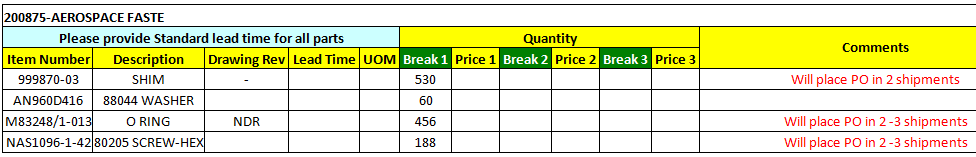 200875-AEROSPACE FASTE
Please provide Standard lead time for all parts Quantity Comments
Item Number Description Drawing Rev Lead Time UOM Break 1 Price 1 Break 2 Price 2 Break 3 Price 3
999870-03 SHIM - 530 Will place PO in 2 shipments
AN960D416 88044 WASHER 60
M83248/1-013 O RING NDR 456 Will place PO in 2 -3 shipments
NAS1096-1-42 80205 SCREW-HEX 188 Will place PO in 2 -3 shipments